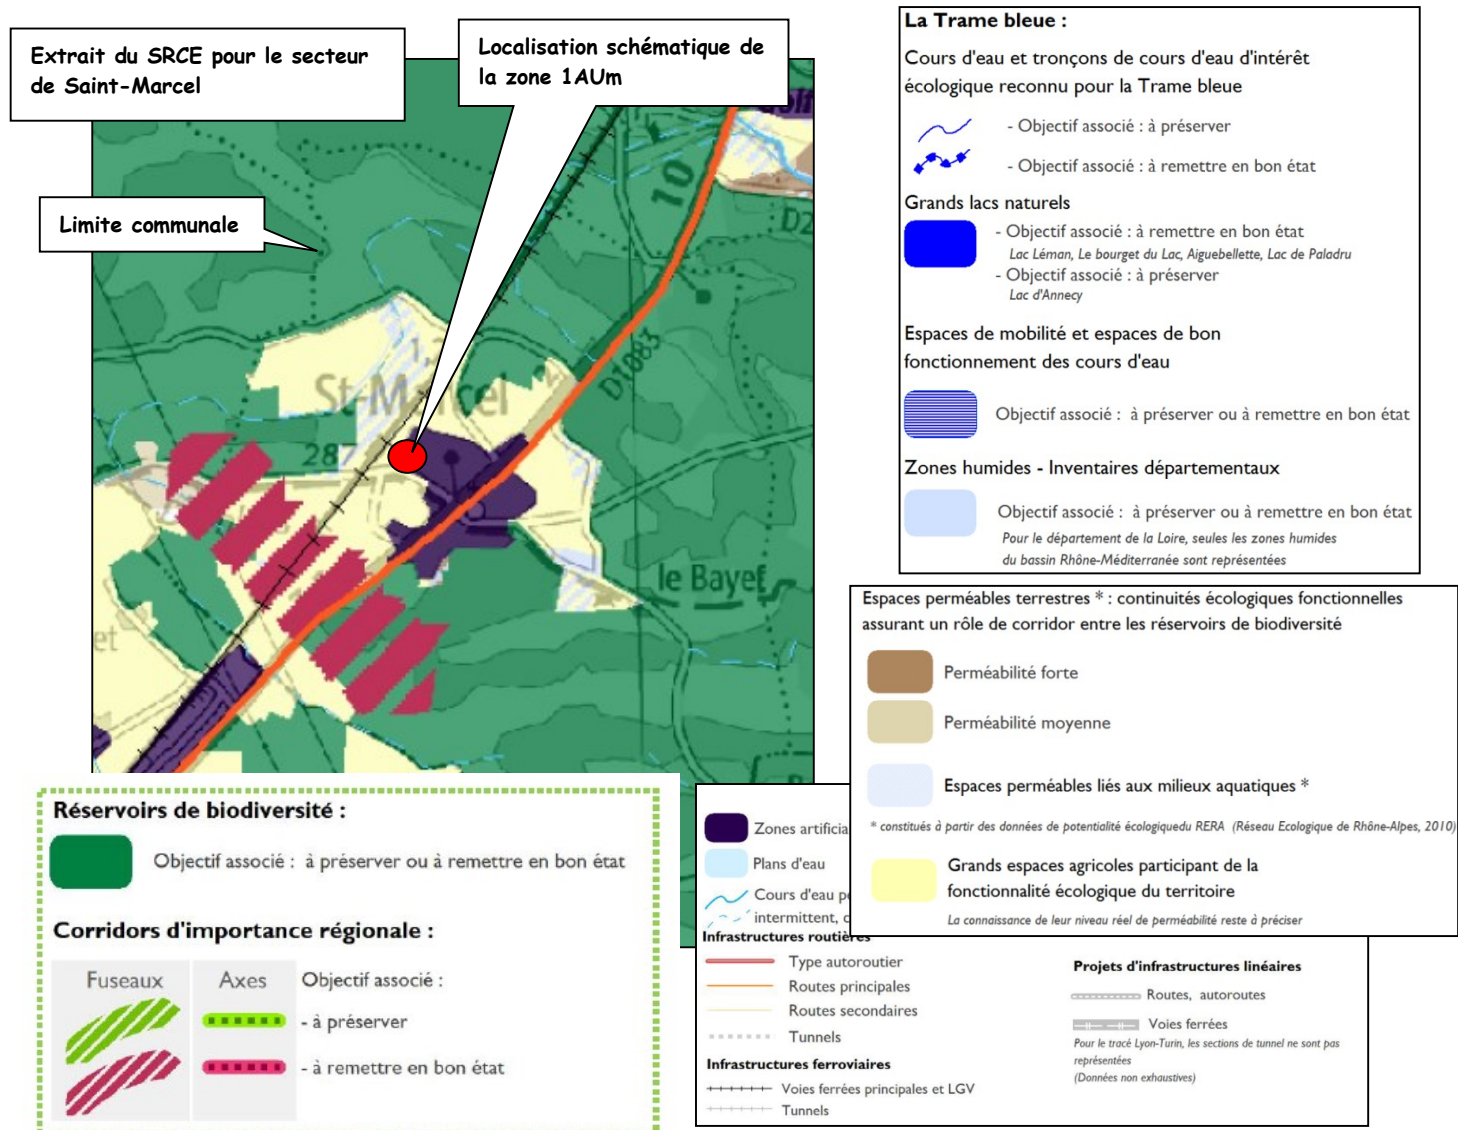 Extrait du SRCE pour le secteur
de Saint-Marcel
Localisation schématique de
la zone 1AUm
Limite communale
10
D2
D1083
1,2
St-Marcel
287
le Bayet
et
La Trame bleue :
Cours d'eau et tronçons de cours d'eau d'intérêt
écologique reconnu pour la Trame bleue
- Objectif associé : à préserver
- Objectif associé : à remettre en bon état
Grands lacs naturels
- Objectif associé : à remettre en bon état
Lac Léman, Le bourget du Lac, Aiguebellette, Lac de Paladru
- Objectif associé : à préserver
Lac d'Annecy
Espaces de mobilité et espaces de bon
fonctionnement des cours d'eau
Objectif associé : à préserver ou à remettre en bon état
Zones humides - Inventaires départementaux
Objectif associé : à préserver ou à remettre en bon état
Pour le département de la Loire, seules les zones humides
du bassin Rhône-Méditerranée sont représentées
Espaces perméables terrestres * : continuités écologiques fonctionnelles
assurant un rôle de corridor entre les réservoirs de biodiversité
Perméabilité forte
Perméabilité moyenne
Espaces perméables liés aux milieux aquatiques *
* constitués à partir des données de potentialité écologiquedu RERA (Réseau Ecologique de Rhône-Alpes, 2010)
Grands espaces agricoles participant de la
fonctionnalité écologique du territoire
La connaissance de leur niveau réel de perméabilité reste à préciser
Réservoirs de biodiversité :
Objectif associé : à préserver ou à remettre en bon état
Corridors d'importance régionale :
Fuseaux
Axes
Objectif associé :
- à préserver
- à remettre en bon état
Zones artificia
Plans d'eau
Cours d'eau pe
intermittent, c
Infrastructures routières
Type autoroutier
Routes principales
Routes secondaires
Tunnels
Infrastructures ferroviaires
Voies ferrées principales et LGV
Tunnels
Projets d'infrastructures linéaires
Routes, autoroutes
Voies ferrées
Pour le tracé Lyon-Turin, les sections de tunnel ne sont pas
représentées
(Données non exhaustives)